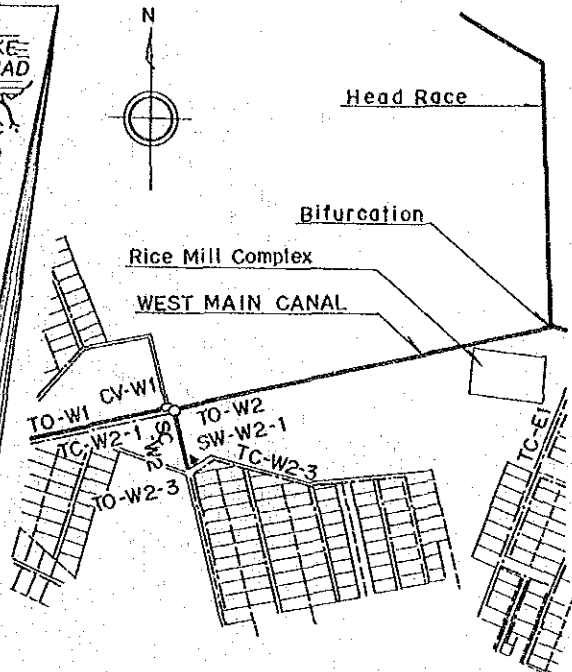 N
Head Race
Bifurcation
Rice Mill Complex
WEST MAIN CANAL
CV-W1
TO-W1
TO-W2
TC-W2-1
SC-W2
SW-W2-1
TC-W2-3
TO-W2-3
TC-E1